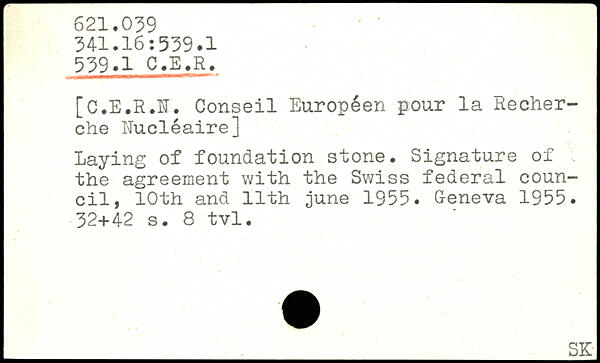 621.039
341.16:539.1
539.1 C.E.R.
[C.E.R.N. Conseil Européen pour la Recher-
che Nucléaire]
Laying of foundation stone. Signature of
the agreement with the Swiss federal coun-
cil, 10th and 11th june 1955. Geneva 1955.
32+42 s. 8 tvl.
SK